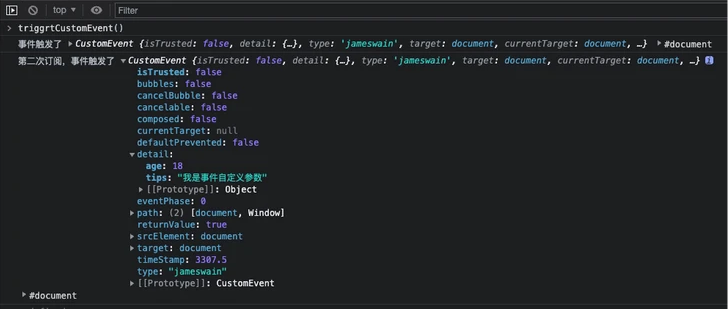 top ▼ Filter
> triggrtCustomEvent()
事件触发了 ▶ CustomEvent {isTrusted: false, detail: {…}, type: 'jameswain', target: document, currentTarget: document, …} ▶ #document
第二次订阅，事件触发了 ▼ CustomEvent {isTrusted: false, detail: {…}, type: 'jameswain', target: document, currentTarget: document, …} i
isTrusted: false
bubbles: false
cancelBubble: false
cancelable: false
composed: false
currentTarget: null
defaultPrevented: false
▼ detail:
age: 18
tips: "我是事件自定义参数"
▶ [[Prototype]]: Object
eventPhase: 0
▶ path: (2) [document, Window]
returnValue: true
▶ srcElement: document
▶ target: document
timeStamp: 3307.5
type: "jameswain"
▶ [[Prototype]]: CustomEvent
▶ #document